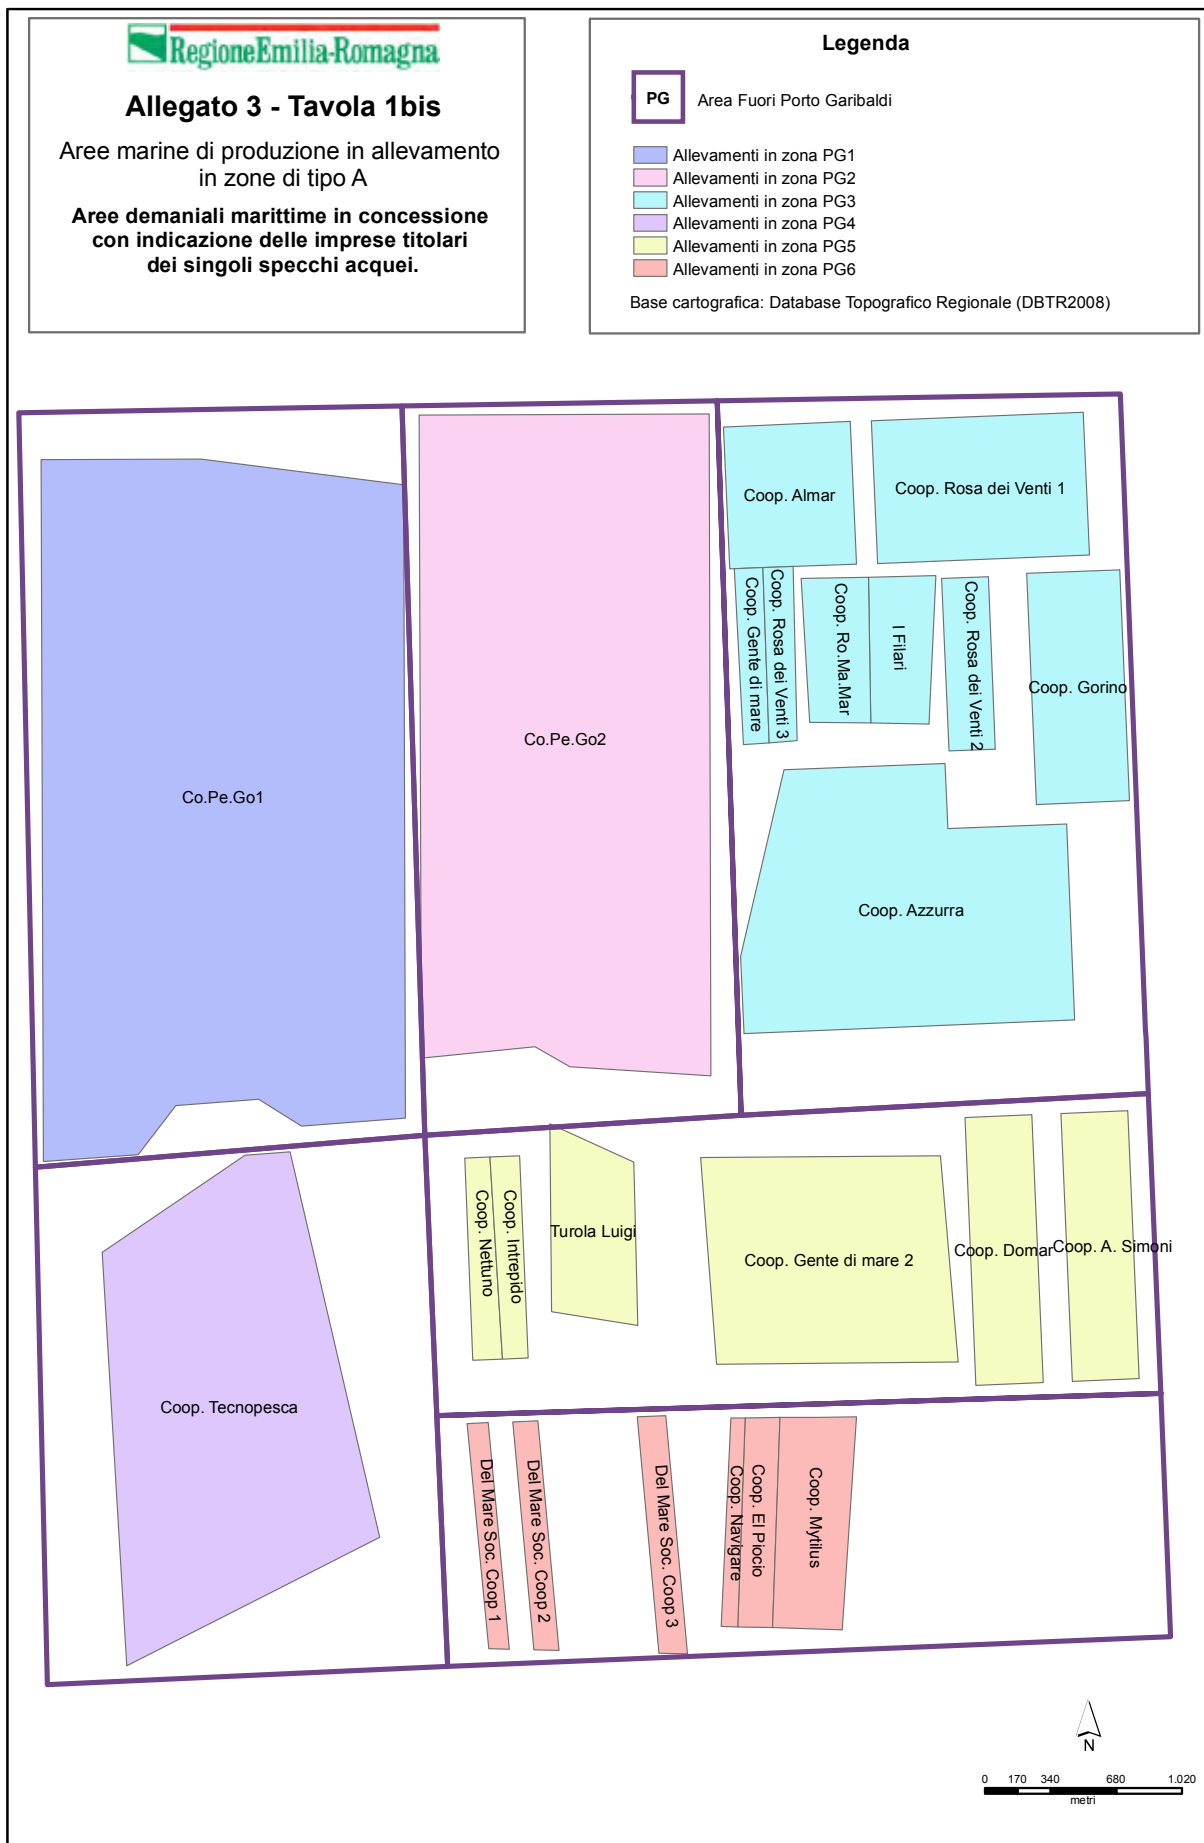 RegioneEmilia-Romagna
Allegato 3 - Tavola 1bis
Aree marine di produzione in allevamento
in zone di tipo A
Aree demaniali marittime in concessione
con indicazione delle imprese titolari
dei singoli specchi acquei.
Legenda
PG
Area Fuori Porto Garibaldi
Allevamenti in zona PG1
Allevamenti in zona PG2
Allevamenti in zona PG3
Allevamenti in zona PG4
Allevamenti in zona PG5
Allevamenti in zona PG6
Base cartografica: Database Topografico Regionale (DBTR2008)
Coop. Almar
Coop. Rosa dei Venti 1
Coop. Gente di mare
Coop. Rosa dei Venti 3
Coop. Ro.Ma.Mar
I Filari
Coop. Rosa dei Venti 2
Coop. Gorino
Co.Pe.Go2
Co.Pe.Go1
Coop. Azzurra
Coop. Nettuno
Coop. Intrepido
Turola Luigi
Coop. Gente di mare 2
Coop. Domar
Coop. A. Simoni
Coop. Tecnopesca
Del Mare Soc. Coop 1
Del Mare Soc. Coop 2
Del Mare Soc. Coop 3
Coop. Navigare
Coop. El Piocio
Coop. Mytilus
N
0 170 340 680 1.020
metri